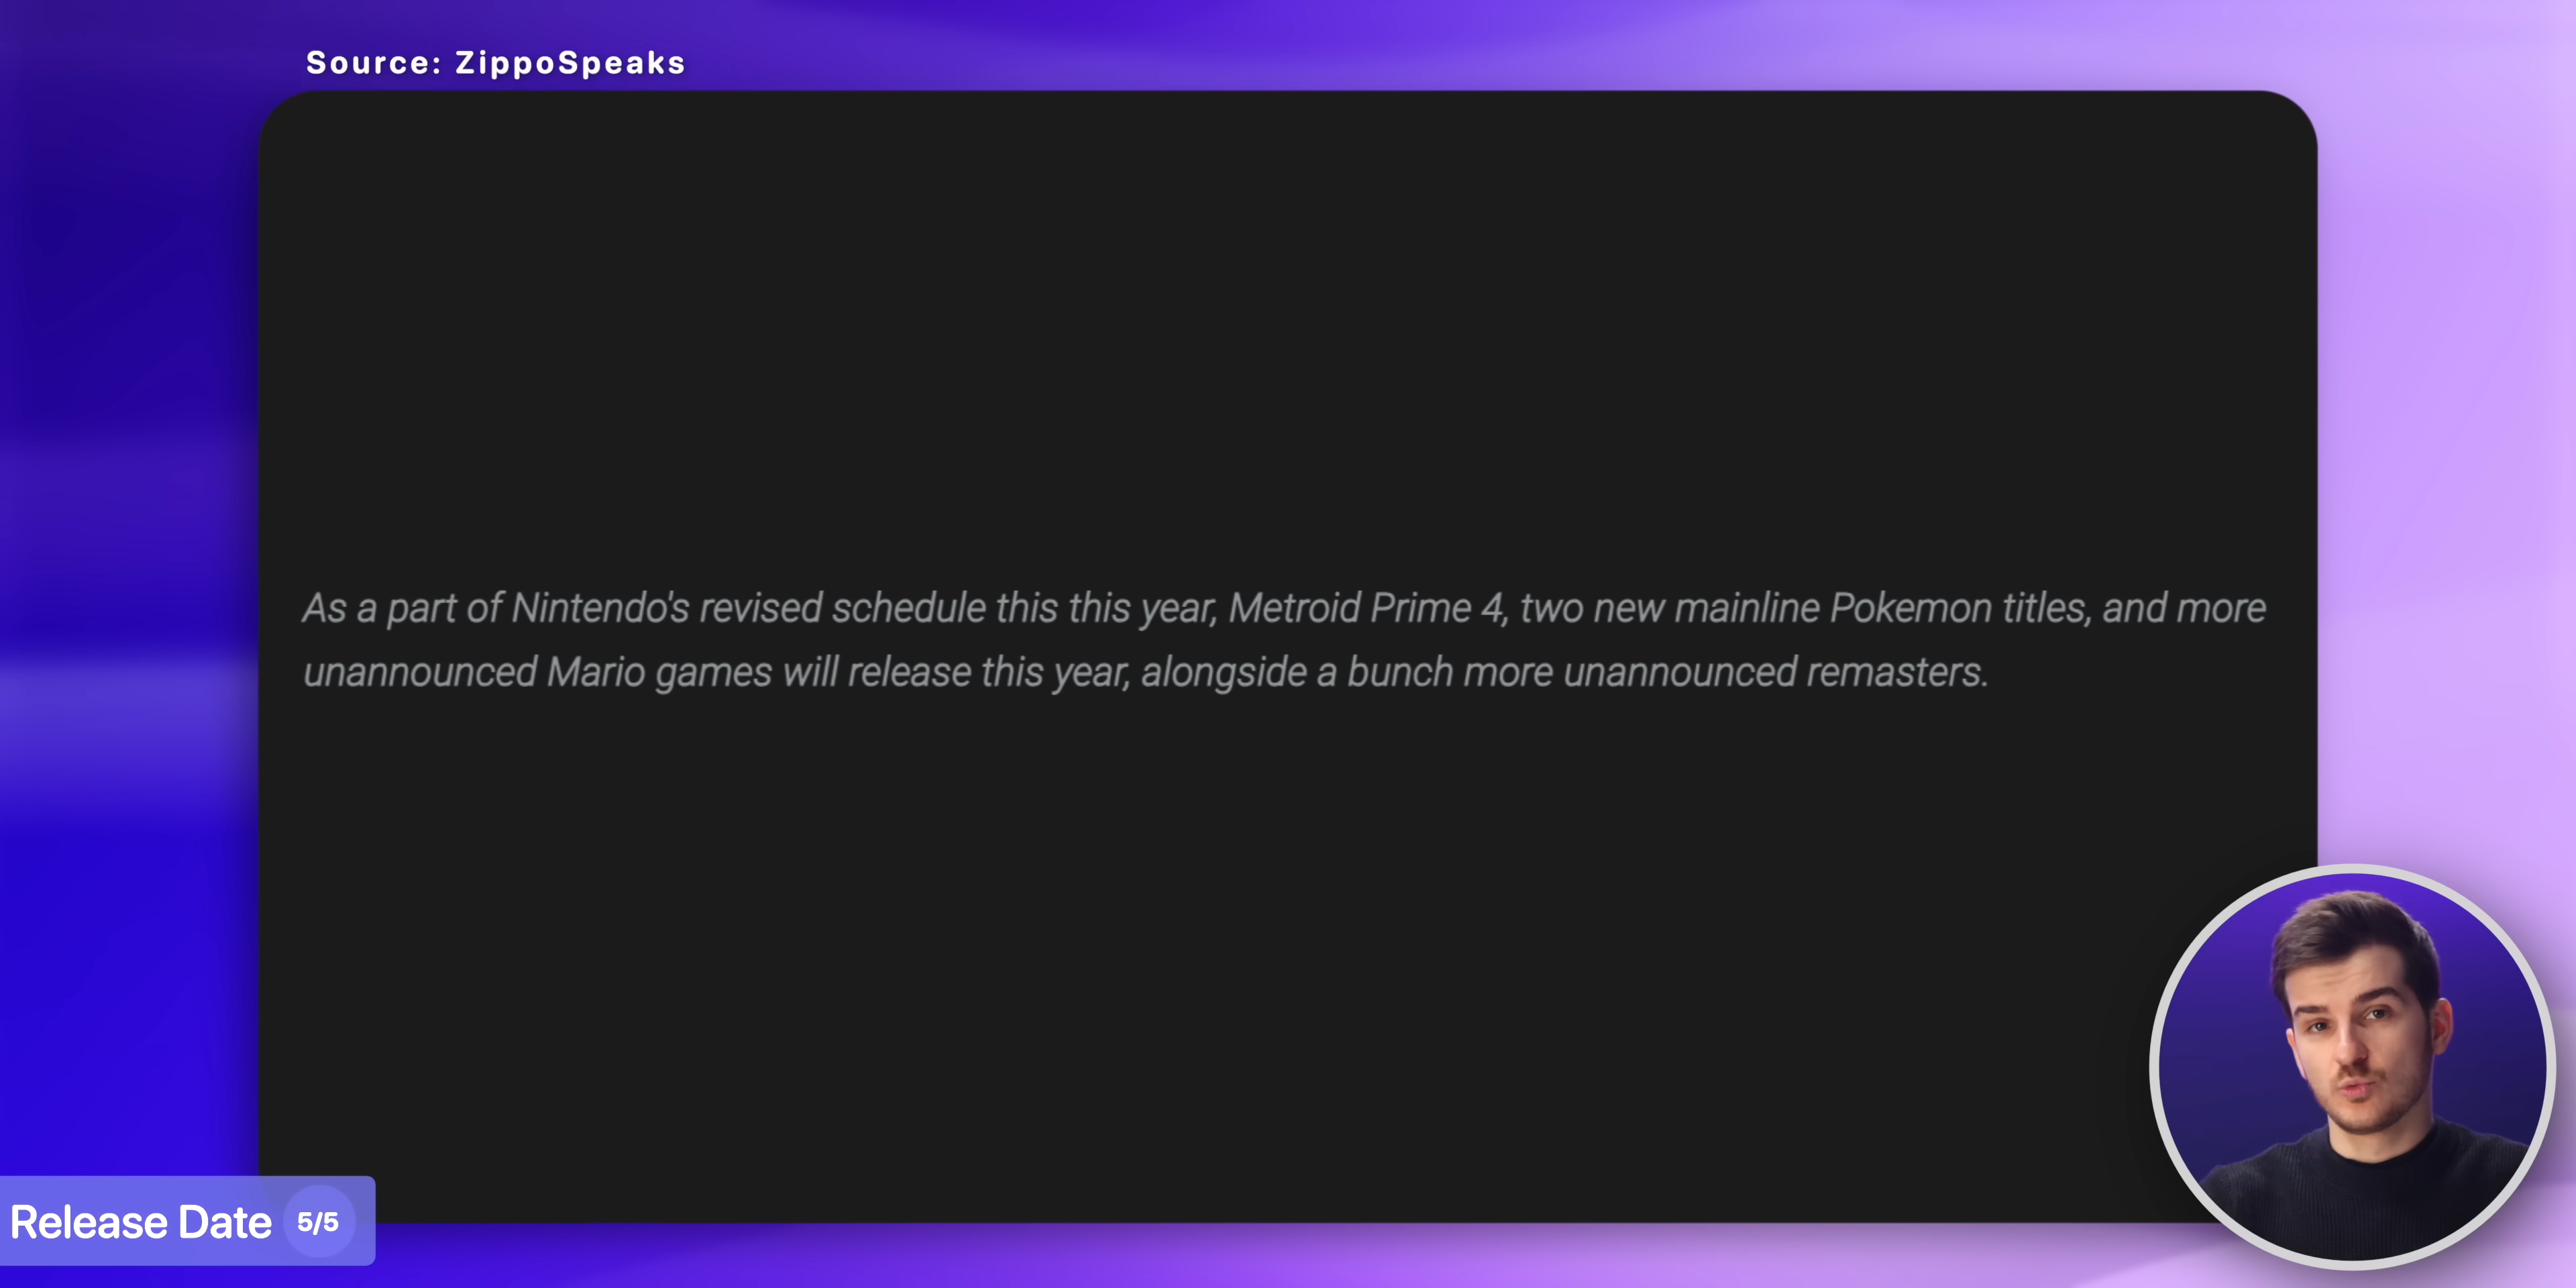 Source: ZippoSpeaks
As a part of Nintendo's revised schedule this this year, Metroid Prime 4, two new mainline Pokemon titles, and more
unannounced Mario games will release this year, alongside a bunch more unannounced remasters.
Release Date 5/5